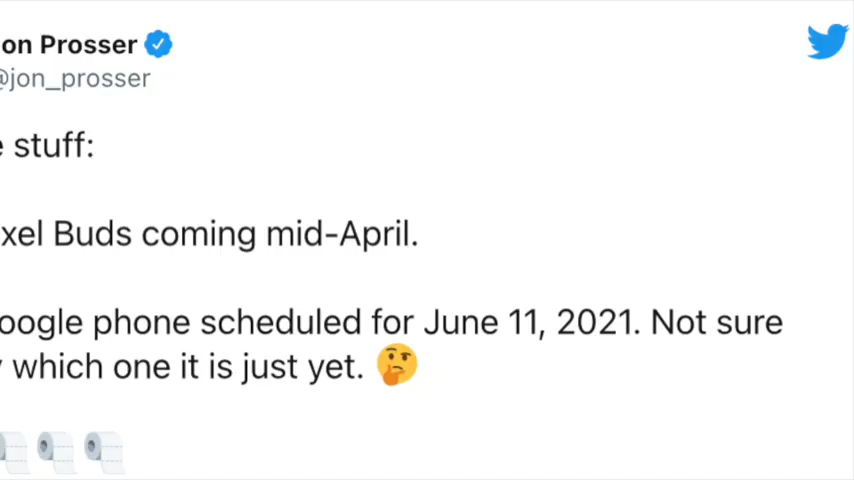 on Prosser
@jon_prosser
e stuff:
xel Buds coming mid-April.
oogle phone scheduled for June 11, 2021. Not sure
which one it is just yet. 🤔
🧻🧻🧻